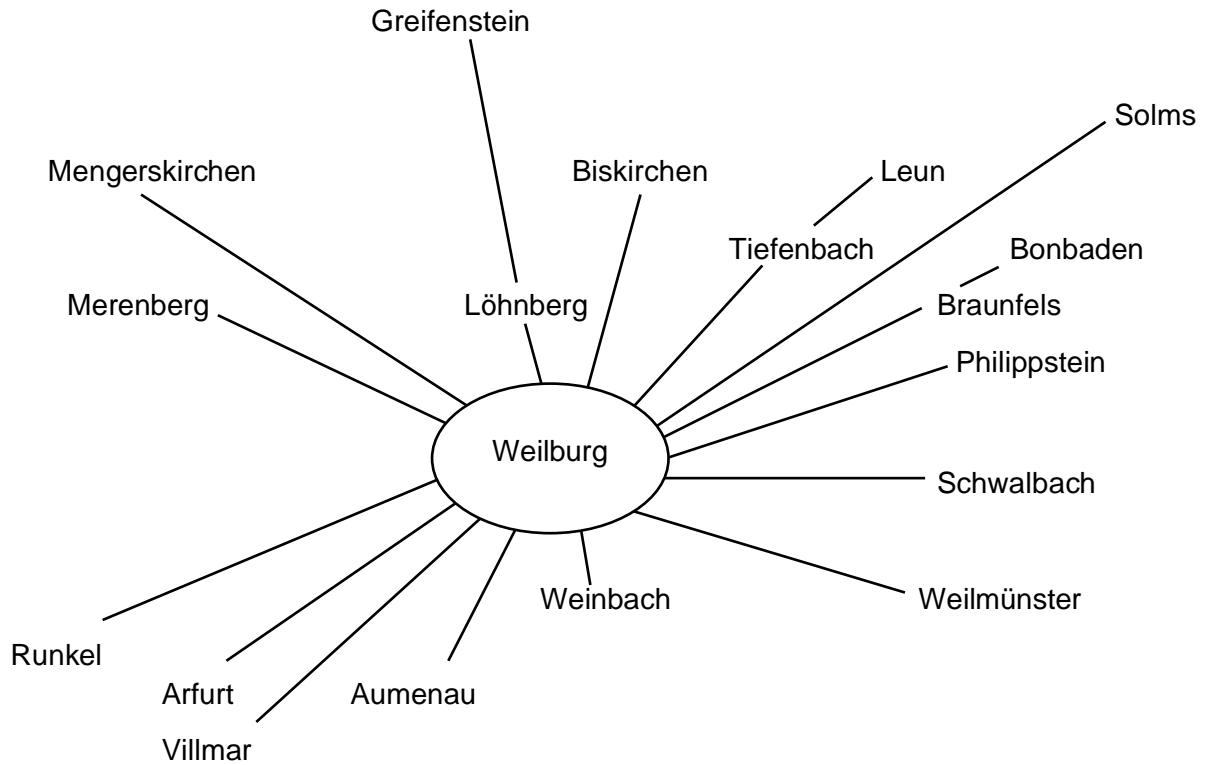 Greifenstein
Solms
Mengerskirchen
Biskirchen
Leun
Tiefenbach
Bonbaden
Merenberg
Löhnberg
Braunfels
Philippstein
Weilburg
Schwalbach
Weinbach
Weilmünster
Runkel
Arfurt
Aumenau
Villmar